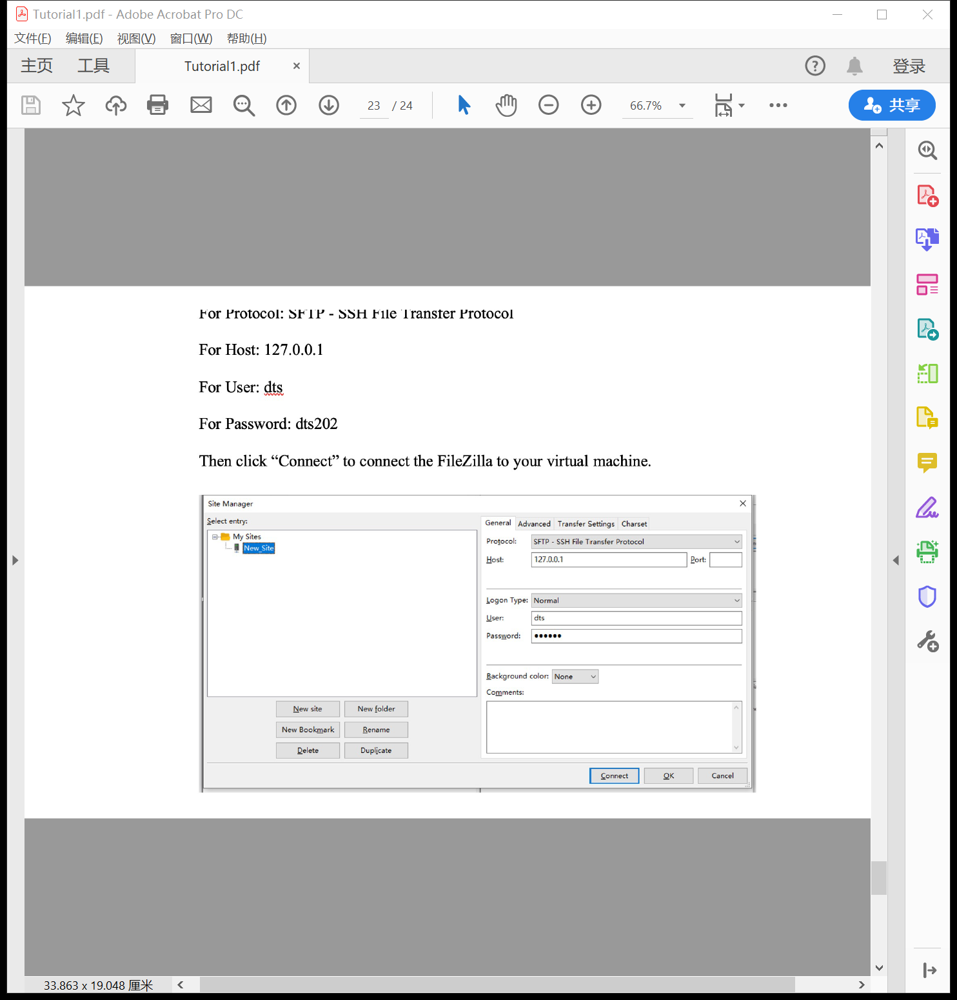 Tutorial1.pdf - Adobe Acrobat Pro DC
文件(F) 编辑(E) 视图(V) 窗口(W) 帮助(H)
主页 工具 Tutorial1.pdf 登录
23 / 24 66.7% 共享
For Protocol: SFTP - SSH File Transfer Protocol
For Host: 127.0.0.1
For User: dts
For Password: dts202
Then click “Connect” to connect the FileZilla to your virtual machine.
Site Manager
Select entry:
My Sites
New_Site
New site New folder
New Bookmark Rename
Delete Duplicate
General Advanced Transfer Settings Charset
Protocol: SFTP - SSH File Transfer Protocol
Host: 127.0.0.1 Port:
Logon Type: Normal
User: dts
Password: ●●●●●●
Background color: None
Comments:
Connect OK Cancel
33.863 x 19.048 厘米